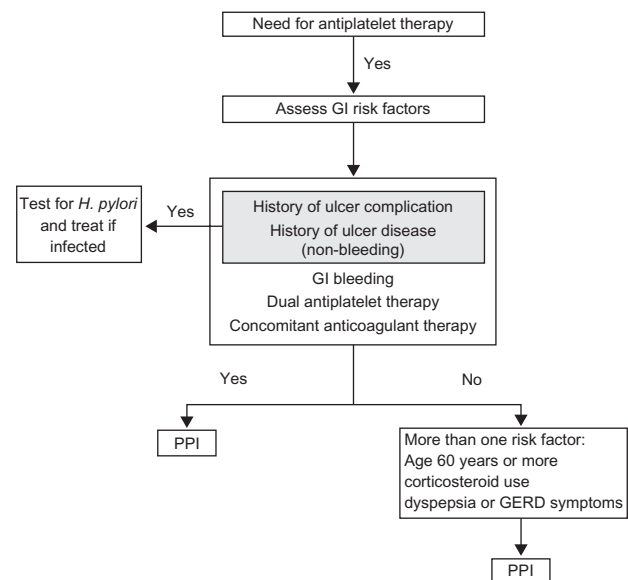 Need for antiplatelet therapy
Yes
Assess GI risk factors
Test for H. pylori
and treat if
infected
Yes
History of ulcer complication
History of ulcer disease
(non-bleeding)
GI bleeding
Dual antiplatelet therapy
Concomitant anticoagulant therapy
Yes
No
PPI
More than one risk factor:
Age 60 years or more
corticosteroid use
dyspepsia or GERD symptoms
PPI